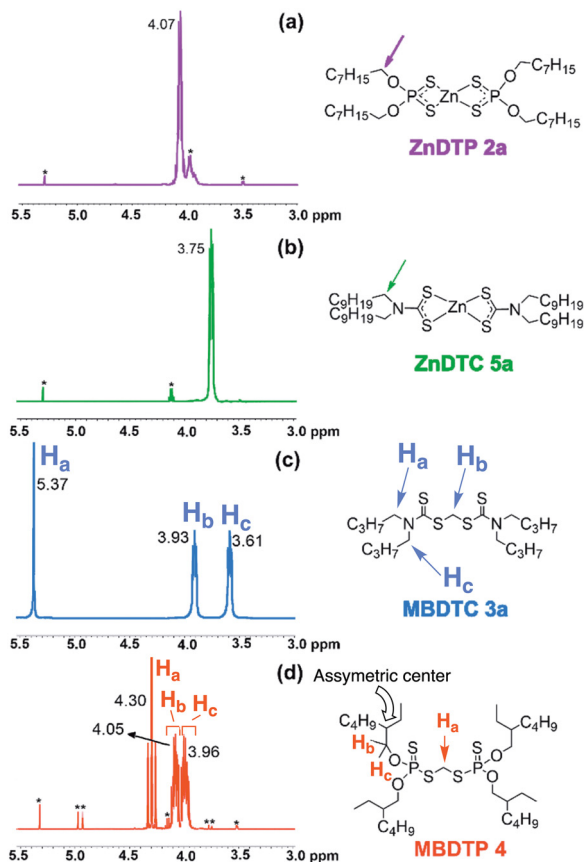 (a)
4.07
*
*
*
5.5 5.0 4.5 4.0 3.5 3.0 ppm
C7H15
C7H15
O
S
S
O
P
Zn
P
O
S
S
O
C7H15
C7H15
ZnDTP 2a
(b)
3.75
*
*
5.5 5.0 4.5 4.0 3.5 3.0 ppm
C9H19
S
S
C9H19
N
Zn
N
C9H19
S
S
C9H19
ZnDTC 5a
(c)
Ha
5.37
Hb
Hc
3.93
3.61
5.5 5.0 4.5 4.0 3.5 3.0 ppm
Ha
Hb
S
S
C3H7
N
S
S
N
C3H7
C3H7
C3H7
Hc
MBDTC 3a
(d)
Ha
4.30
Hb
Hc
4.05
3.96
*
**
*
**
*
5.5 5.0 4.5 4.0 3.5 3.0 ppm
Assymetric center
C4H9
Ha
C4H9
Hb
O
S
S
O
Hc
P
S
S
P
O
O
C4H9
C4H9
MBDTP 4